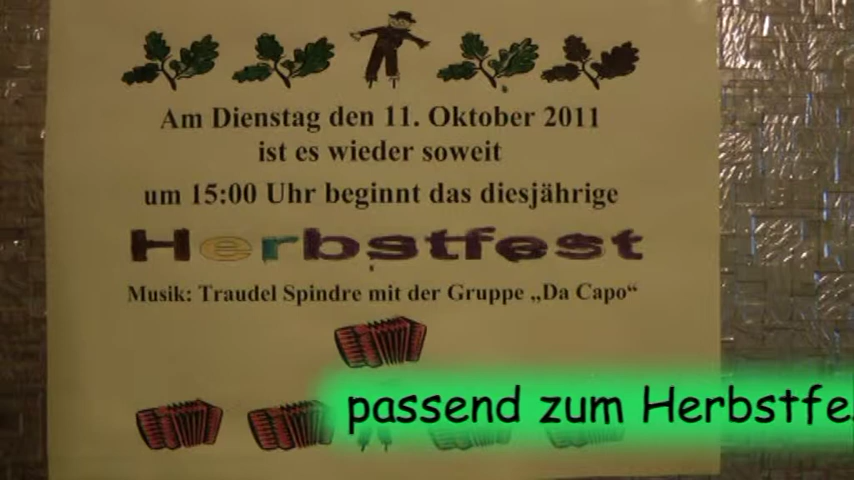 Am Dienstag den 11. Oktober 2011
ist es wieder soweit
um 15:00 Uhr beginnt das diesjährige
Herbstfest
Musik: Traudel Spindre mit der Gruppe „Da Capo“
passend zum Herbstfe